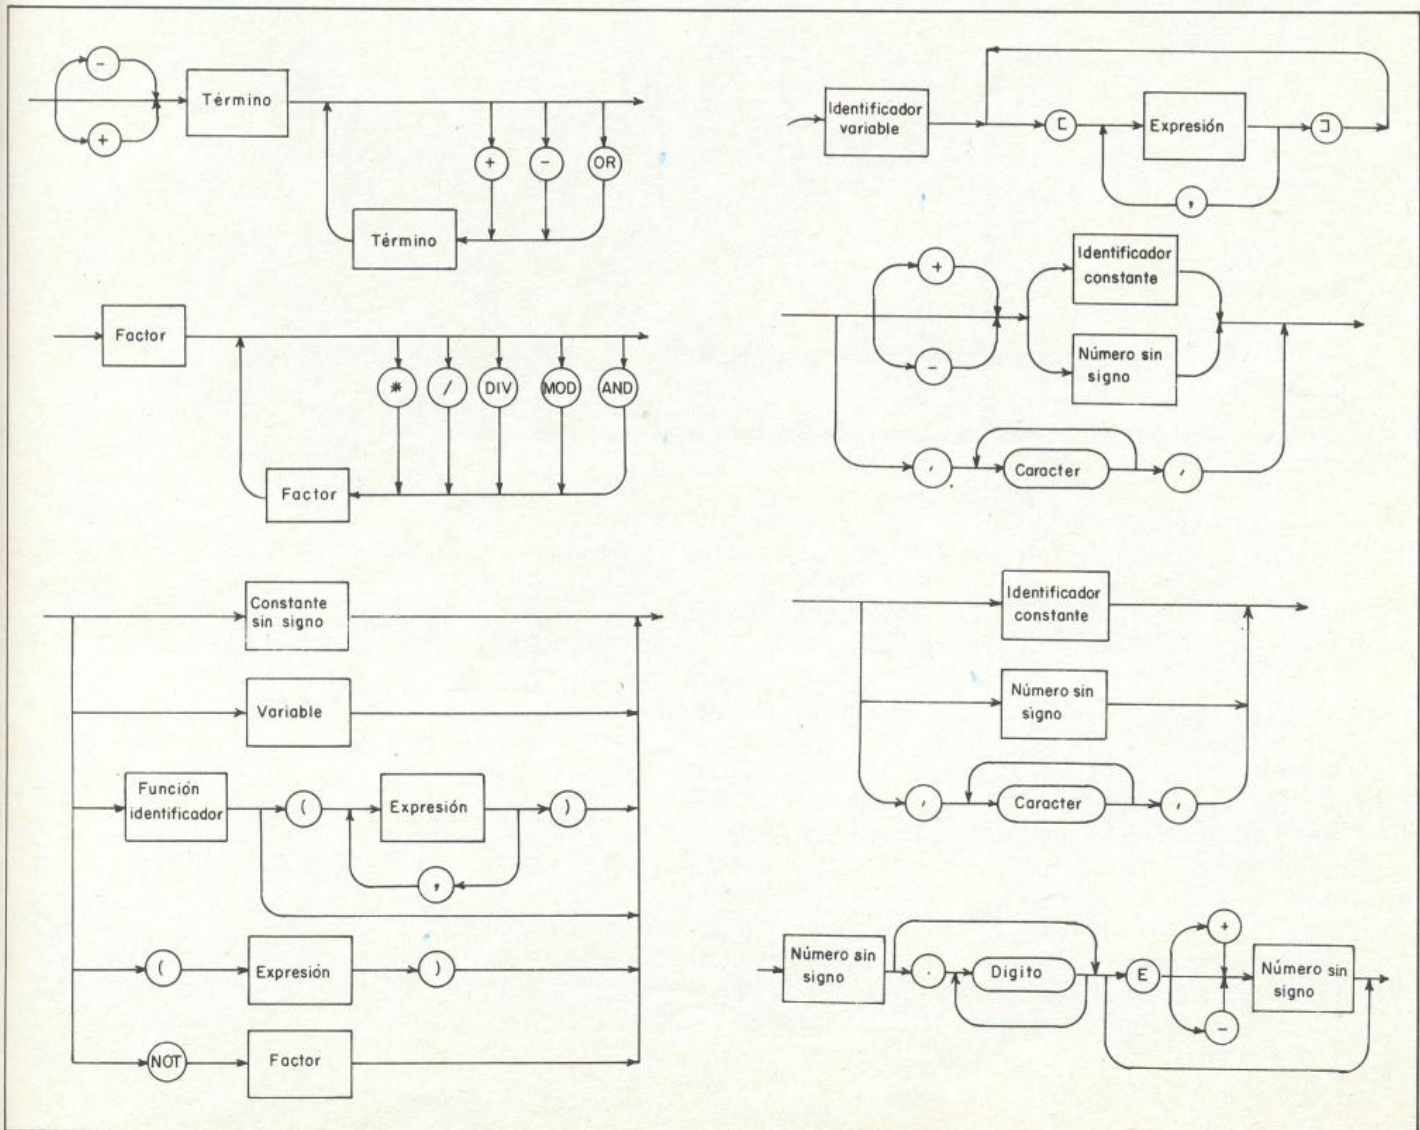 -
Término
+
+
-
OR
Término
Factor
*
/
DIV
MOD
AND
Factor
Constante
sin signo
Variable
Función
identificador
(
Expresión
)
,
(
Expresión
)
NOT
Factor
Identificador
variable
[
Expresión
]
,
+
Identificador
constante
-
Número sin
signo
,
Caracter
,
Identificador
constante
Número sin
signo
,
Caracter
,
Número sin
signo
.
Digito
E
+
-
Número sin
signo